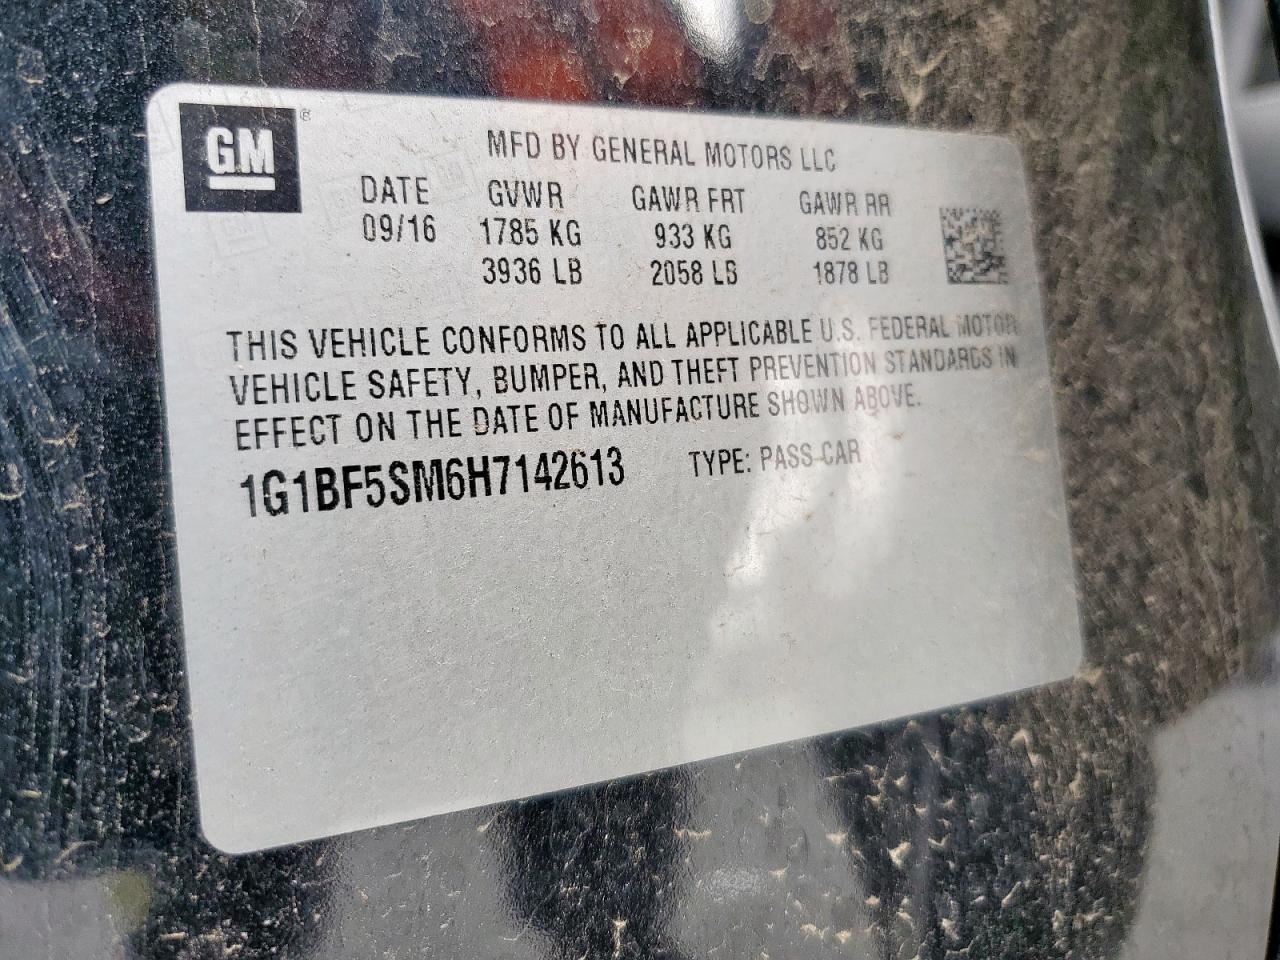 GM®
MFD BY GENERAL MOTORS LLC
DATE GVWR GAWR FRT GAWR RR
09/16 1785 KG 933 KG 852 KG
3936 LB 2058 LB 1878 LB
THIS VEHICLE CONFORMS TO ALL APPLICABLE U.S. FEDERAL MOTOR
VEHICLE SAFETY, BUMPER, AND THEFT PREVENTION STANDARDS IN
EFFECT ON THE DATE OF MANUFACTURE SHOWN ABOVE.
1G1BF5SM6H7142613 TYPE: PASS CAR